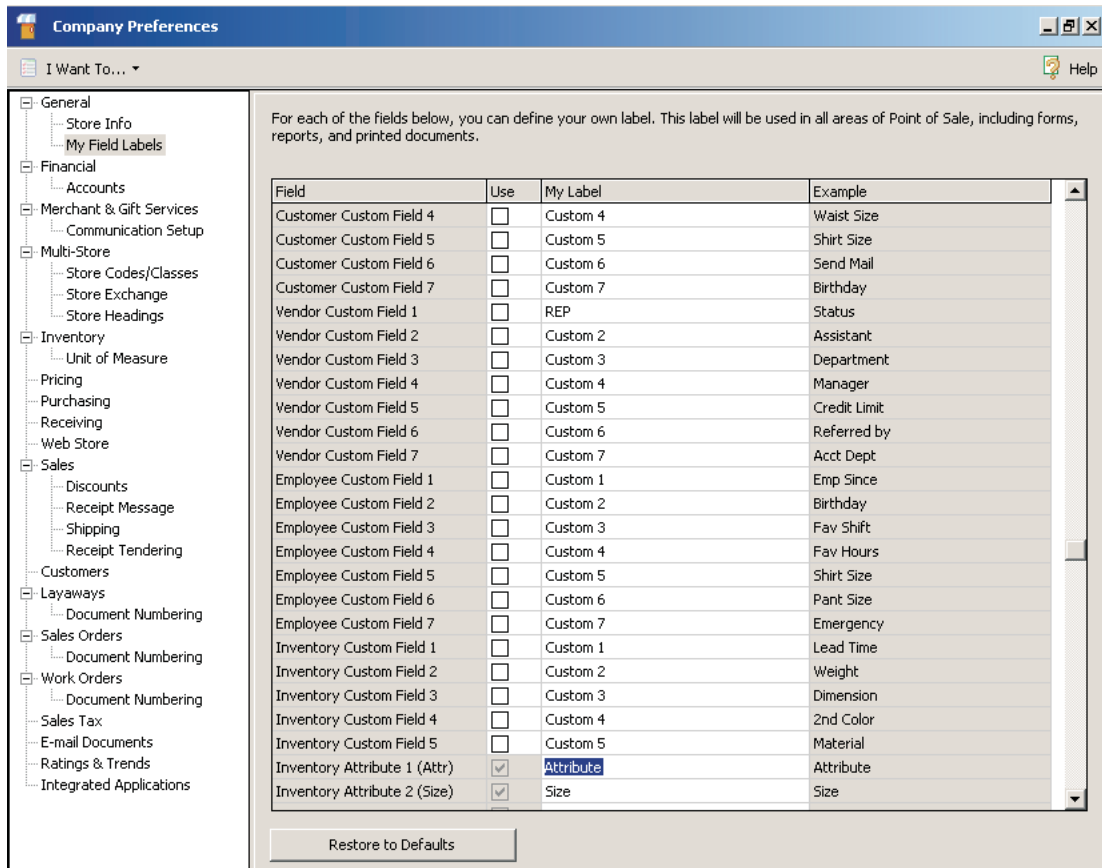 Company Preferences
I Want To...
Help
General
Store Info
My Field Labels
Financial
Accounts
Merchant & Gift Services
Communication Setup
Multi-Store
Store Codes/Classes
Store Exchange
Store Headings
Inventory
Unit of Measure
Pricing
Purchasing
Receiving
Web Store
Sales
Discounts
Receipt Message
Shipping
Receipt Tendering
Customers
Layaways
Document Numbering
Sales Orders
Document Numbering
Work Orders
Document Numbering
Sales Tax
E-mail Documents
Ratings & Trends
Integrated Applications
For each of the fields below, you can define your own label. This label will be used in all areas of Point of Sale, including forms,
reports, and printed documents.
Field Use My Label Example
Customer Custom Field 4 Custom 4 Waist Size
Customer Custom Field 5 Custom 5 Shirt Size
Customer Custom Field 6 Custom 6 Send Mail
Customer Custom Field 7 Custom 7 Birthday
Vendor Custom Field 1 REP Status
Vendor Custom Field 2 Custom 2 Assistant
Vendor Custom Field 3 Custom 3 Department
Vendor Custom Field 4 Custom 4 Manager
Vendor Custom Field 5 Custom 5 Credit Limit
Vendor Custom Field 6 Custom 6 Referred by
Vendor Custom Field 7 Custom 7 Acct Dept
Employee Custom Field 1 Custom 1 Emp Since
Employee Custom Field 2 Custom 2 Birthday
Employee Custom Field 3 Custom 3 Fav Shift
Employee Custom Field 4 Custom 4 Fav Hours
Employee Custom Field 5 Custom 5 Shirt Size
Employee Custom Field 6 Custom 6 Pant Size
Employee Custom Field 7 Custom 7 Emergency
Inventory Custom Field 1 Custom 1 Lead Time
Inventory Custom Field 2 Custom 2 Weight
Inventory Custom Field 3 Custom 3 Dimension
Inventory Custom Field 4 Custom 4 2nd Color
Inventory Custom Field 5 Custom 5 Material
Inventory Attribute 1 (Attr) Attribute Attribute
Inventory Attribute 2 (Size) Size Size
Restore to Defaults